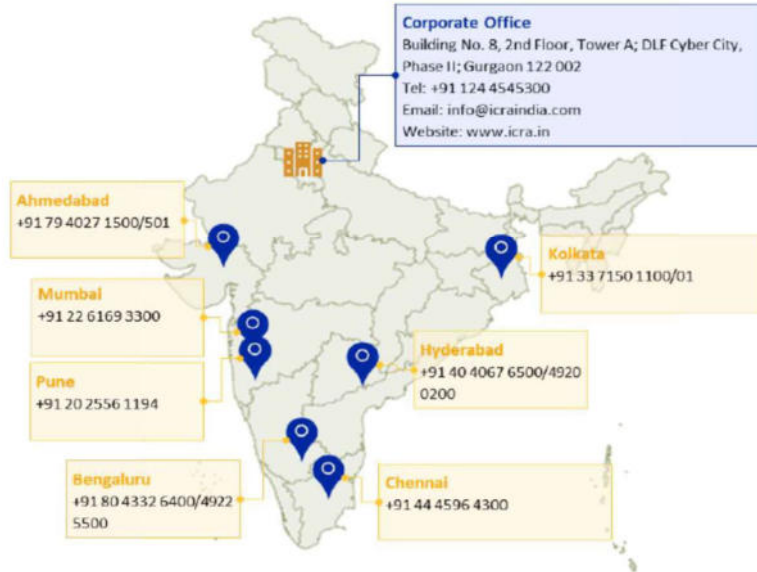 Corporate Office
Building No. 8, 2nd Floor, Tower A; DLF Cyber City,
Phase II; Gurgaon 122 002
Tel: +91 124 4545300
Email: info@icraindia.com
Website: www.icra.in
Ahmedabad
+91 79 4027 1500/501
Kolkata
+91 33 7150 1100/01
Mumbai
+91 22 6169 3300
Hyderabad
+91 40 4067 6500/4920
0200
Pune
+91 20 2556 1194
Bengaluru
+91 80 4332 6400/4922
5500
Chennai
+91 44 4596 4300